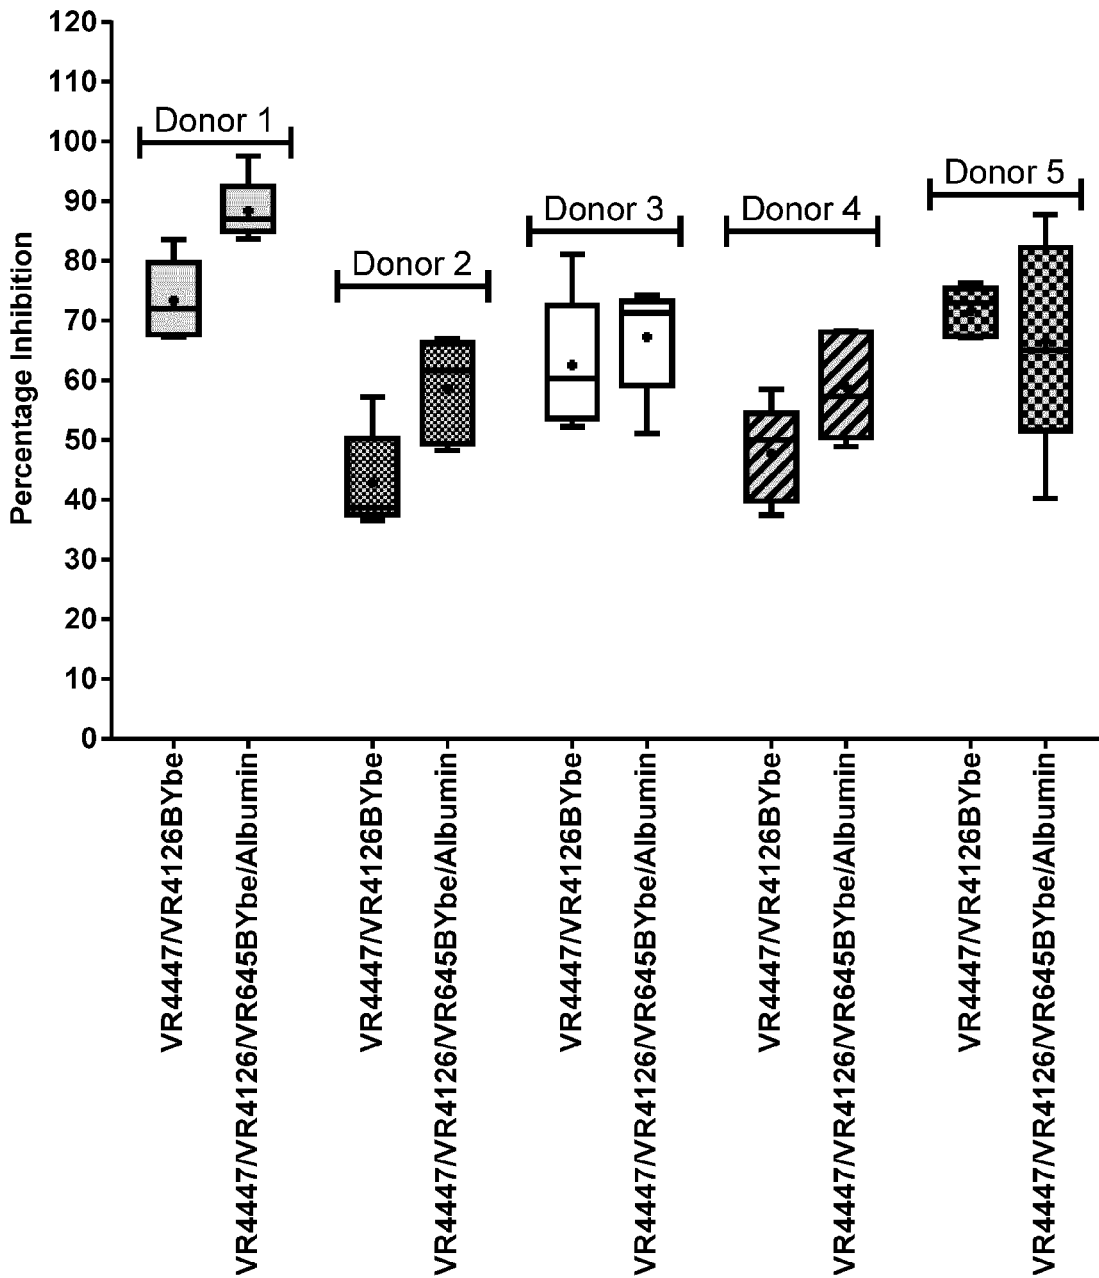 120
110
100
90
80
70
60
50
40
30
20
10
0
Percentage Inhibition
Donor 1
Donor 2
Donor 3
Donor 4
Donor 5
VR4447/VR4126BYbe
VR4447/VR4126/VR645BYbe/Albumin
VR4447/VR4126BYbe
VR4447/VR4126/VR645BYbe/Albumin
VR4447/VR4126BYbe
VR4447/VR4126/VR645BYbe/Albumin
VR4447/VR4126BYbe
VR4447/VR4126/VR645BYbe/Albumin
VR4447/VR4126BYbe
VR4447/VR4126/VR645BYbe/Albumin